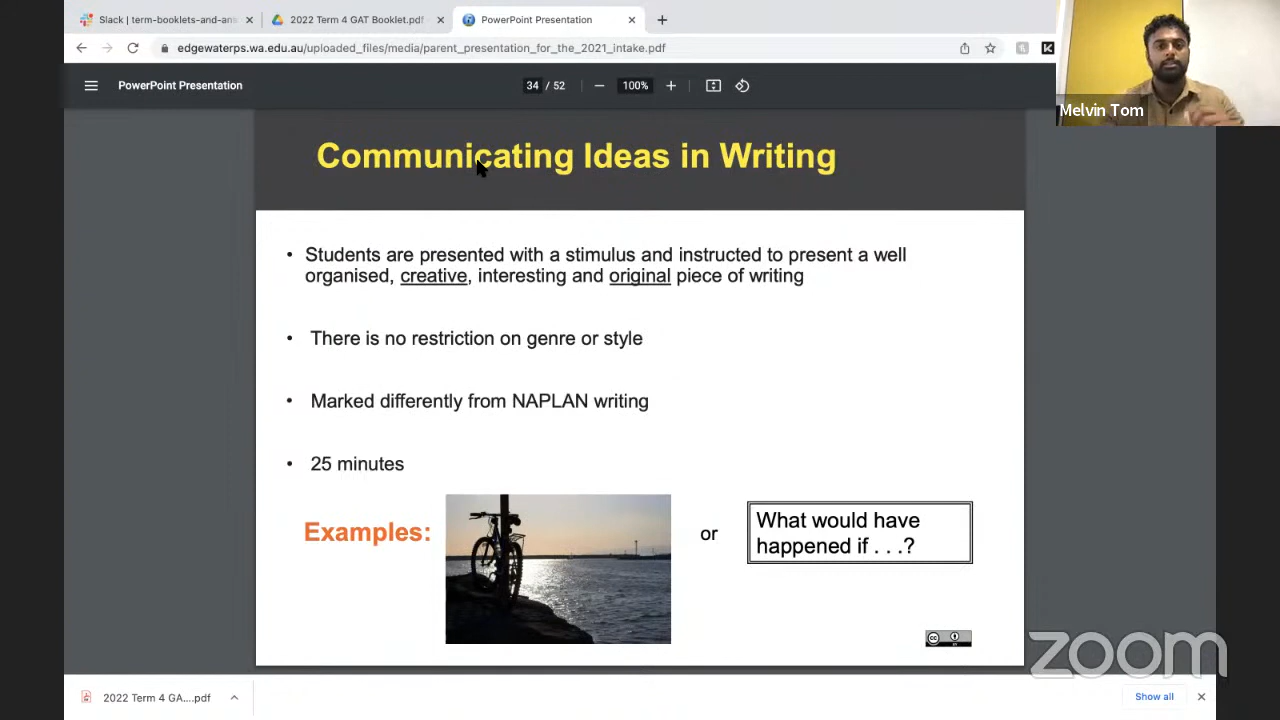 Slack | term-booklets-and-ans
2022 Term 4 GAT Booklet.pdf
PowerPoint Presentation
edgewaterps.wa.edu.au/uploaded_files/media/parent_presentation_for_the_2021_intake.pdf
PowerPoint Presentation
34 / 52
100%
Melvin Tom
Communicating Ideas in Writing
• Students are presented with a stimulus and instructed to present a well
organised, creative, interesting and original piece of writing
• There is no restriction on genre or style
• Marked differently from NAPLAN writing
• 25 minutes
Examples:
or
What would have
happened if . . .?
zoom
2022 Term 4 GA....pdf
Show all